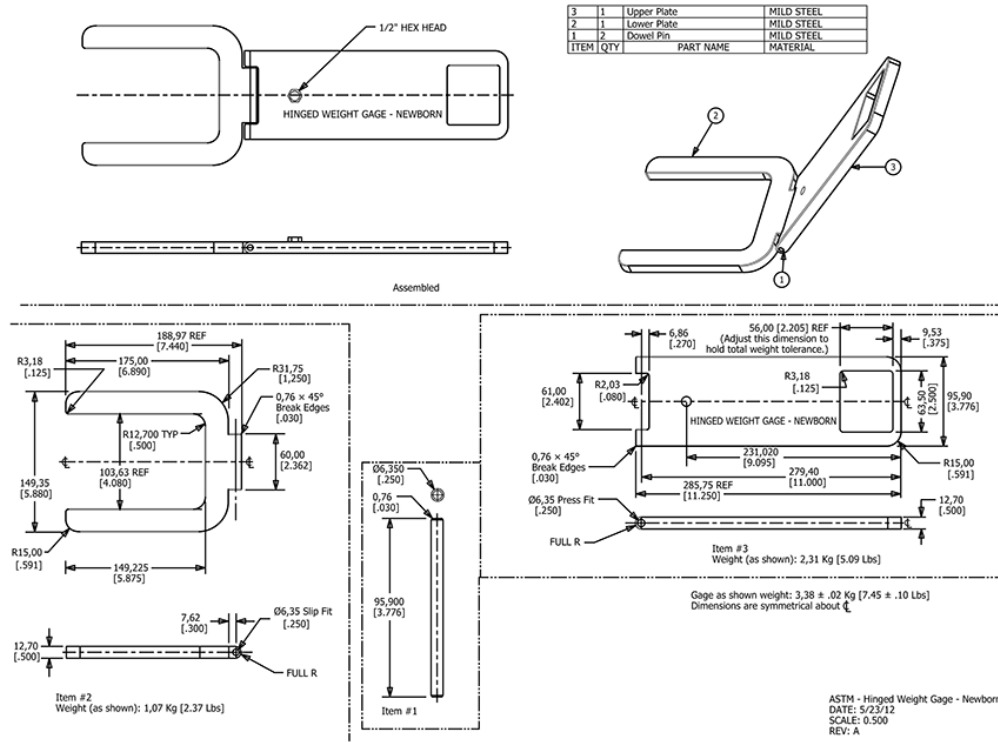 1/2" HEX HEAD
HINGED WEIGHT GAGE - NEWBORN
3 1 Upper Plate MILD STEEL
2 1 Lower Plate MILD STEEL
1 2 Dowel Pin MILD STEEL
ITEM QTY PART NAME MATERIAL
2
3
1
Assembled
188,97 REF
[7.440]
175,00
[6.890]
R3,18
[.125]
R31,75
[1,250]
0,76 × 45°
Break Edges
[.030]
R12,700 TYP
[.500]
103,63 REF
[4.080]
60,00
[2.362]
149,35
[5.880]
R15,00
[.591]
149,225
[5.875]
7,62
[.300]
Ø6,35 Slip Fit
[.250]
12,70
[.500]
FULL R
Item #2
Weight (as shown): 1,07 Kg [2.37 Lbs]
Ø6,350
[.250]
0,76
[.030]
95,900
[3.776]
Item #1
6,86
[.270]
56,00 [2.205] REF
(Adjust this dimension to
hold total weight tolerance.)
9,53
[.375]
61,00
[2.402]
R2,03
[.080]
R3,18
[.125]
63,50
[2.500]
95,90
[3.776]
HINGED WEIGHT GAGE - NEWBORN
0,76 × 45°
Break Edges
[.030]
231,020
[9.095]
279,40
[11.000]
285,75 REF
[11.250]
R15,00
[.591]
Ø6,35 Press Fit
[.250]
12,70
[.500]
FULL R
Item #3
Weight (as shown): 2,31 Kg [5.09 Lbs]
Gage as shown weight: 3,38 ± .02 Kg [7.45 ± .10 Lbs]
Dimensions are symmetrical about ℄
ASTM - Hinged Weight Gage - Newborn
DATE: 5/23/12
SCALE: 0.500
REV: A